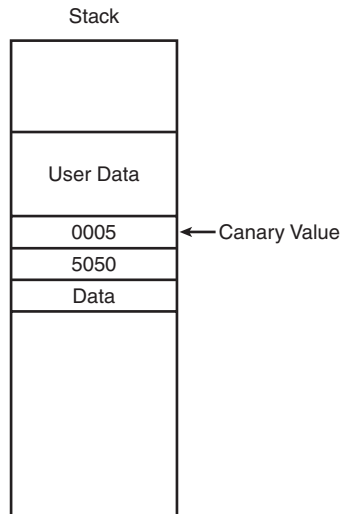 Stack
User Data
0005
Canary Value
5050
Data